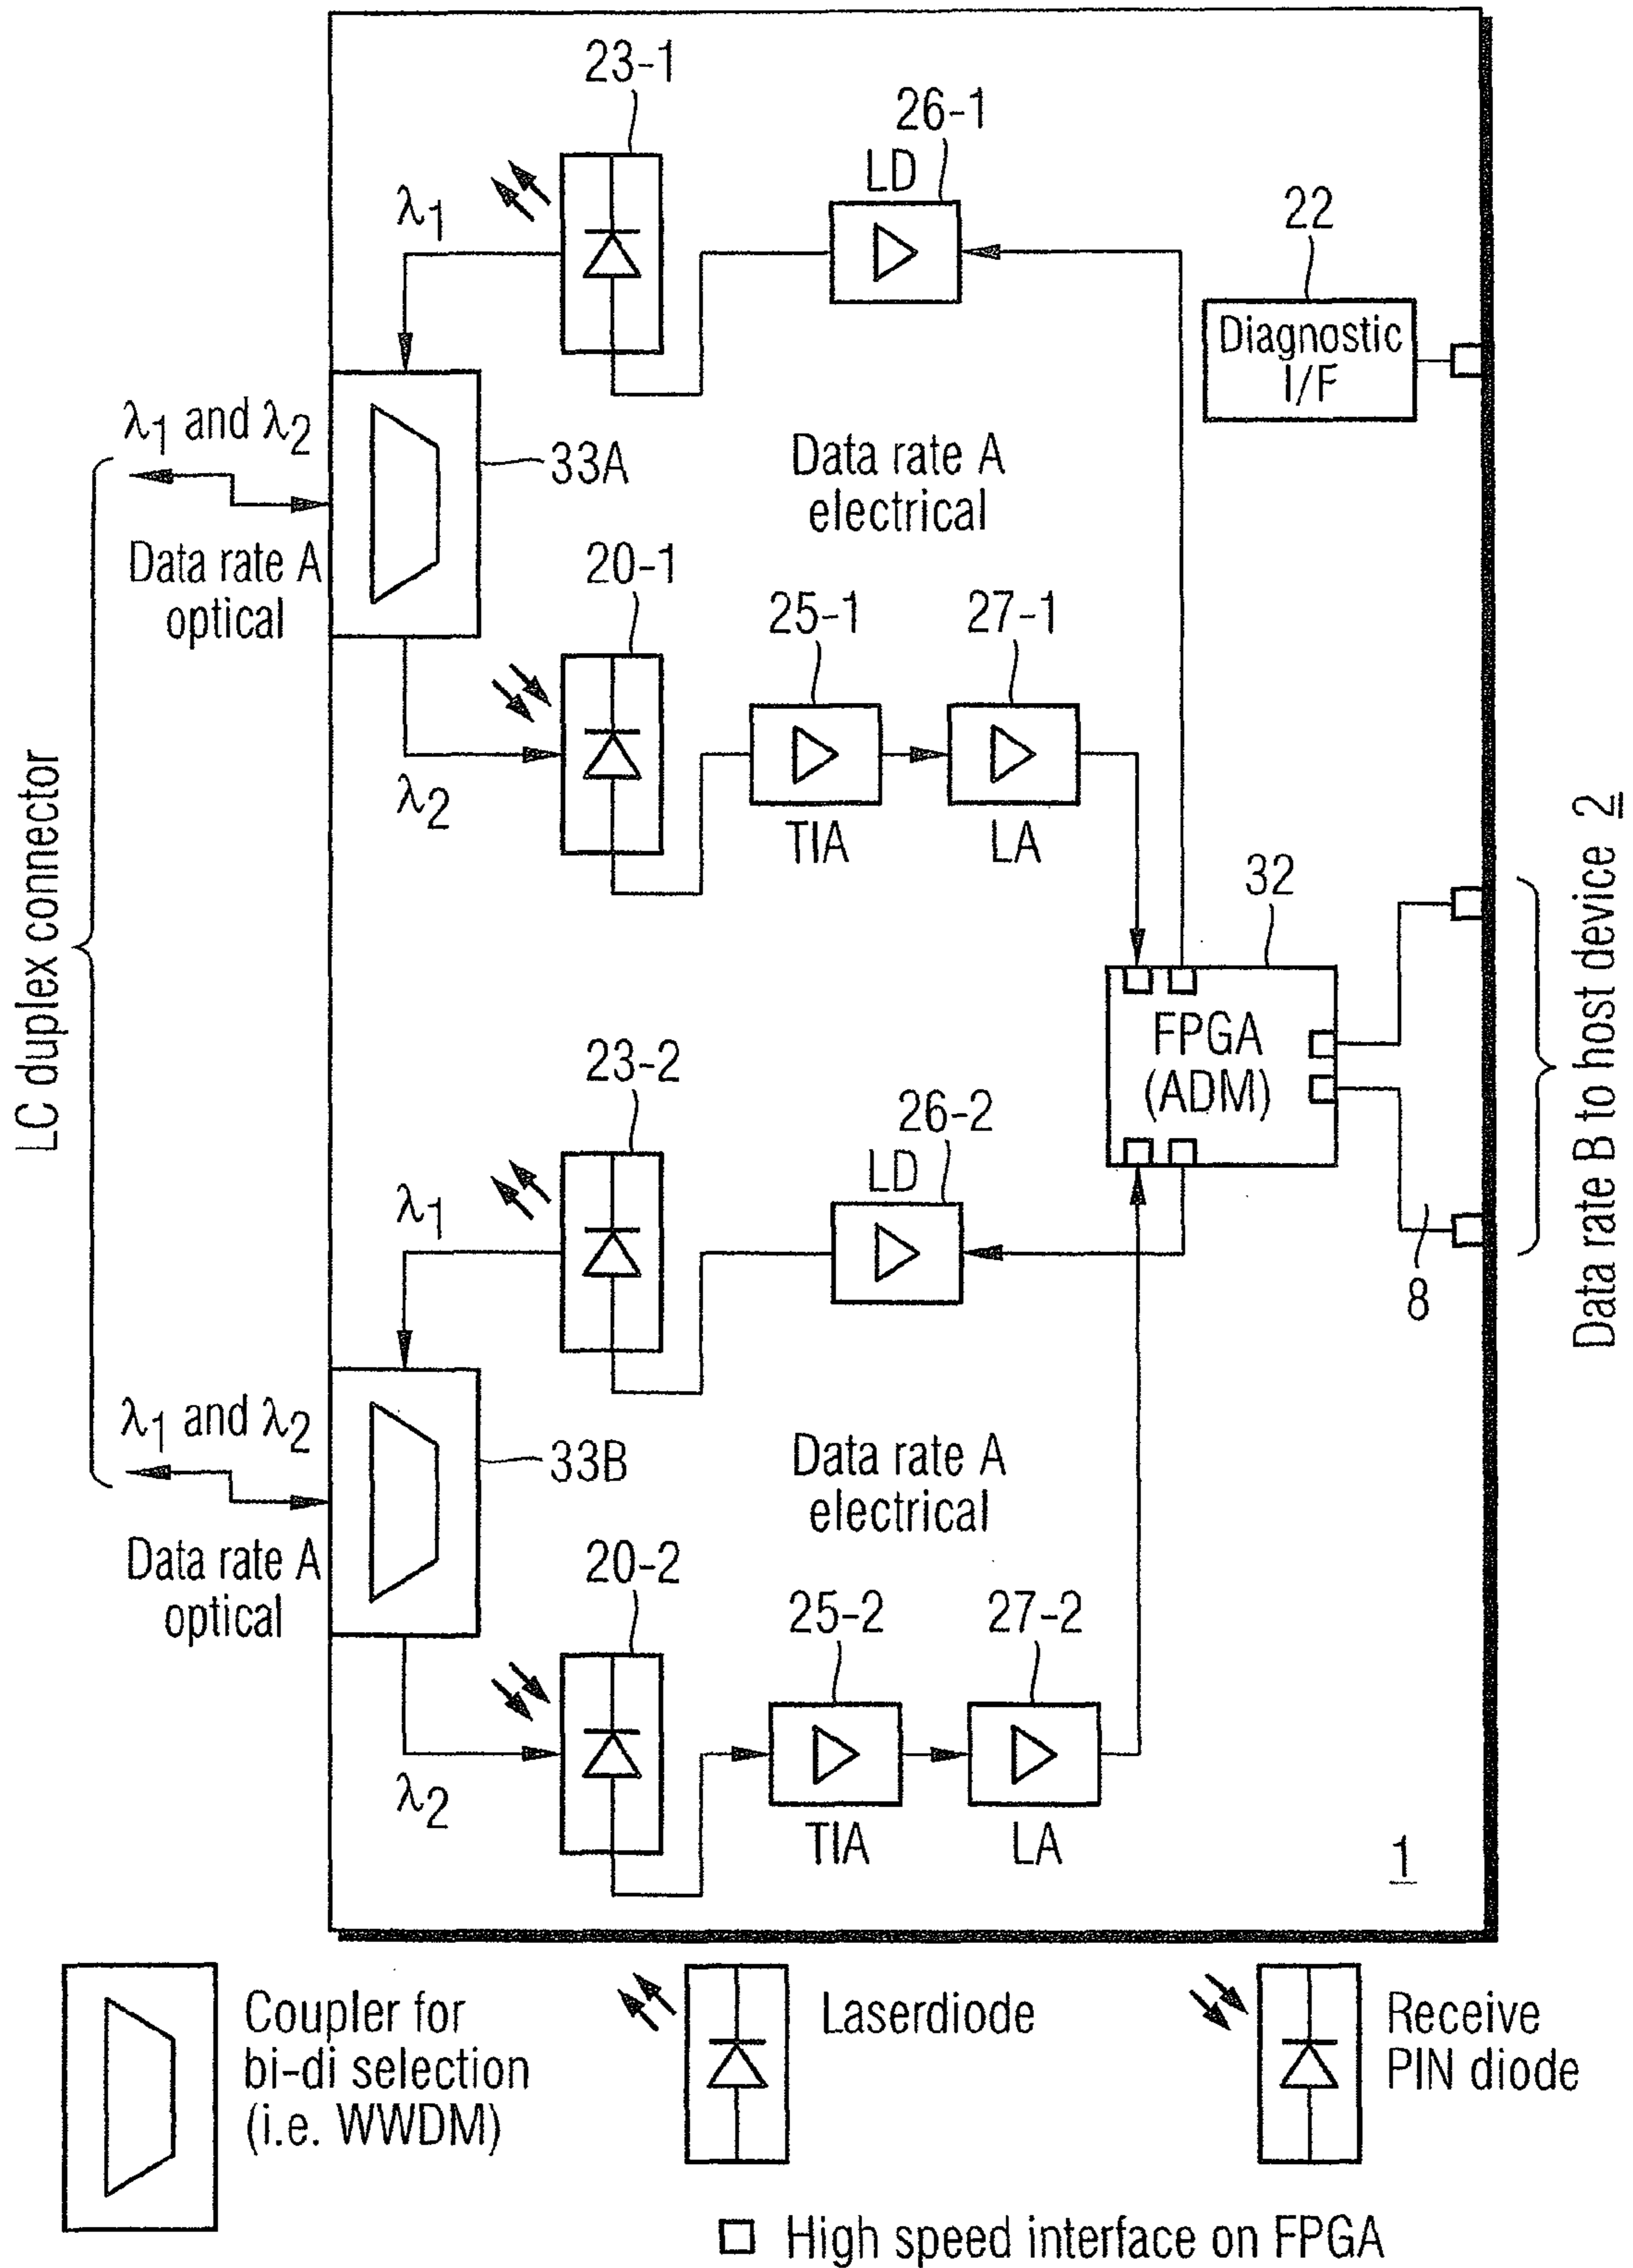 23-1
26-1
LD
λ1
22
Diagnostic
I/F
λ1 and λ2
33A
Data rate A
electrical
Data rate A
optical
20-1
25-1
27-1
λ2
TIA
LA
LC duplex connector
32
FPGA
(ADM)
Data rate B to host device 2
23-2
26-2
LD
λ1
8
λ1 and λ2
33B
Data rate A
electrical
Data rate A
optical
20-2
25-2
27-2
λ2
TIA
LA
1
Coupler for
bi-di selection
(i.e. WWDM)
Laserdiode
Receive
PIN diode
High speed interface on FPGA